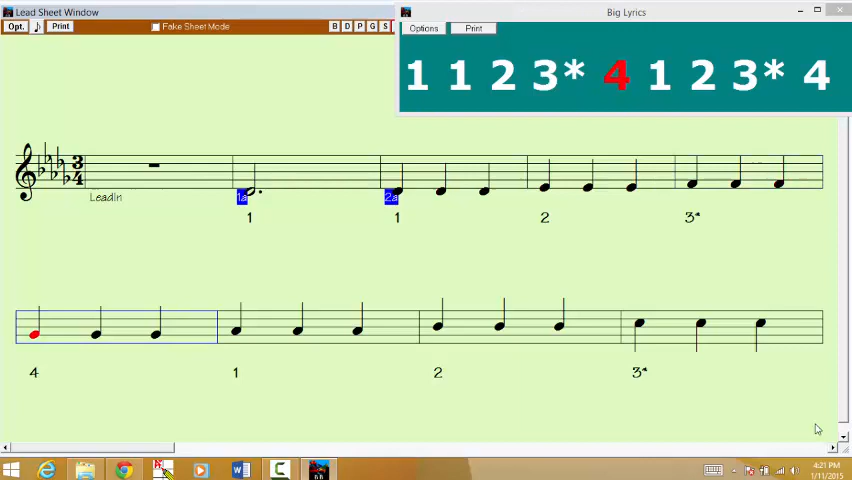 Lead Sheet Window
Big Lyrics
Opt.
Print
Fake Sheet Mode
B D P G S
Options
Print
1 1 2 3* 4 1 2 3* 4
3
4
LeadIn
1a
2a
1 1 2 3*
4 1 2 3*
4:21 PM
1/11/2015